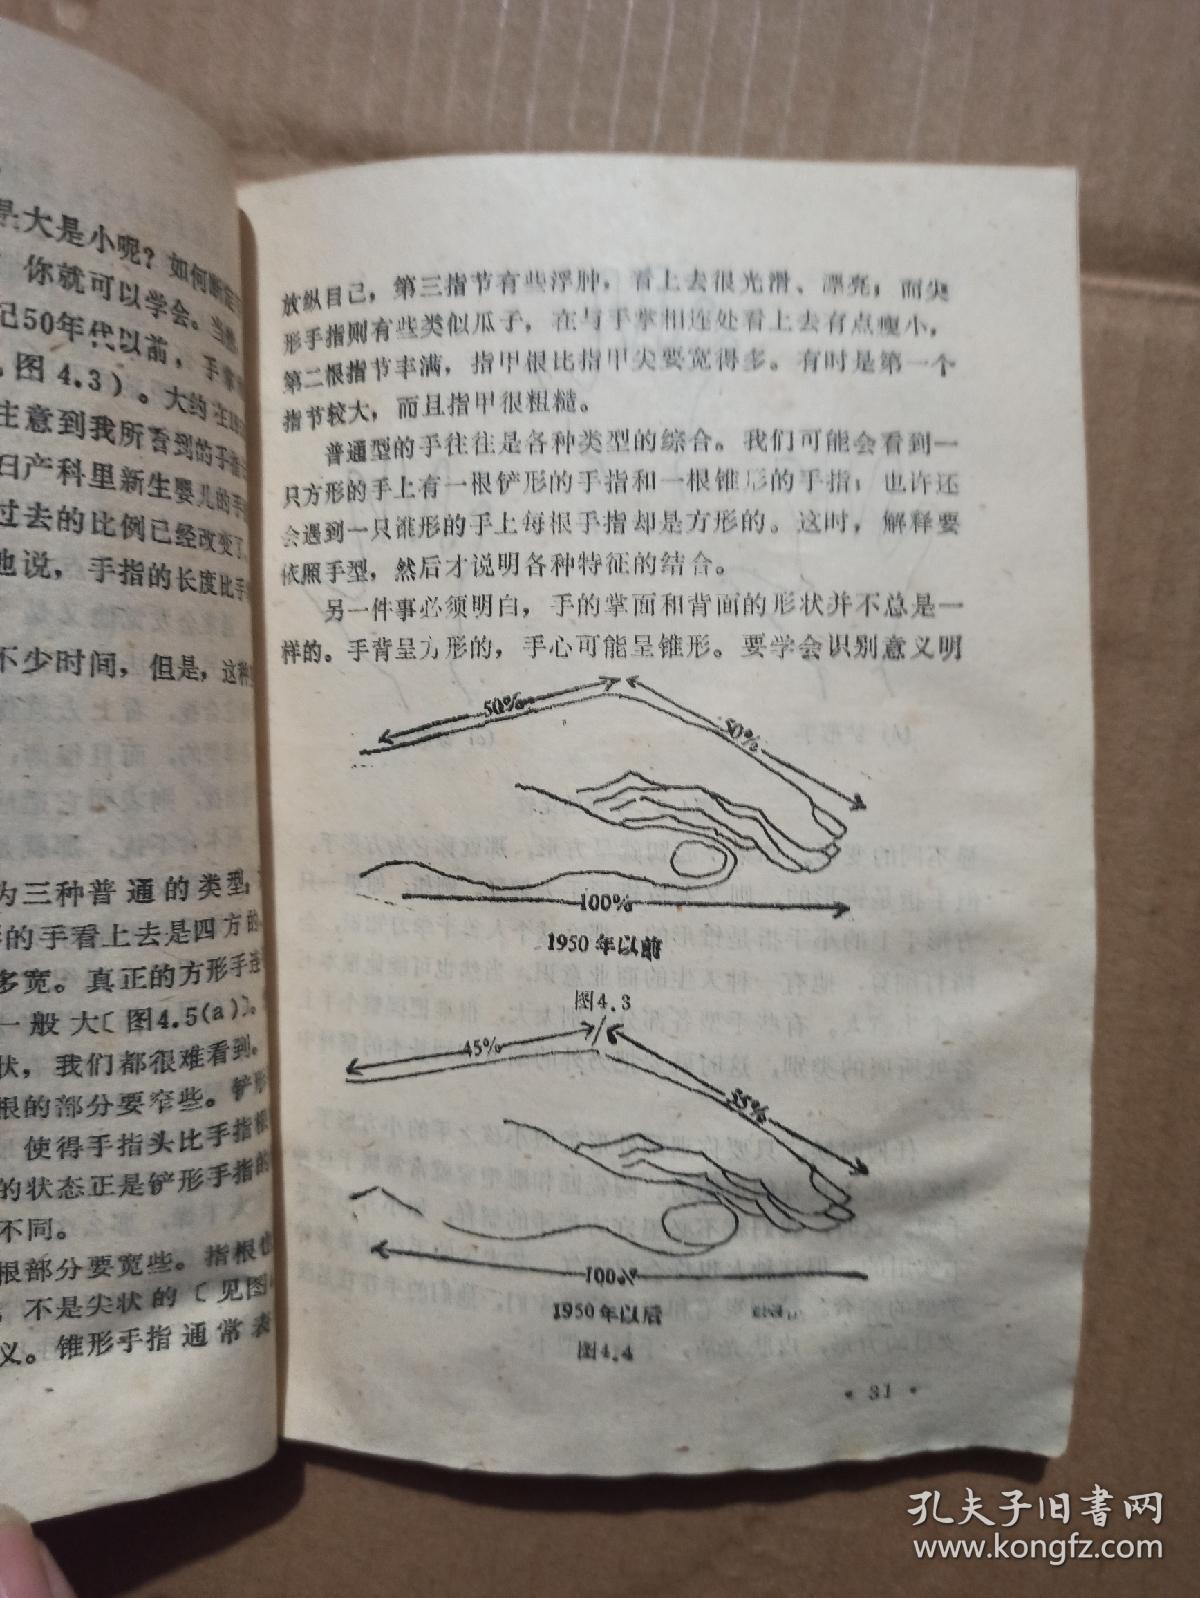 大是小呢？如何断定
你就可以学会。当然
纪50年代以前，手掌
图4.3）。大约在
注意到我所看到的手指
妇产科里新生婴儿的手
过去的比例已经改变了
地说，手指的长度比手
不少时间，但是，这种
为三种普通的类型，
的手看上去是四方的
多宽。真正的方形手
一般大〔图4.5(a)〕。
状，我们都很难看到。
根的部分要窄些。铲形
使得手指头比手指根
的状态正是铲形手指的
不同。
根部分要宽些。指根也
，不是尖状的〔见图
义。锥形手指通常表
放纵自己，第三指节有些浮肿，看上去很光滑、漂亮；而尖
形手指则有些类似瓜子，在与手掌相连处看上去有点瘦小，
第二根指节丰满，指甲根比指甲尖要宽得多。有时是第一个
指节较大，而且指甲很粗糙。
普通型的手往往是各种类型的综合。我们可能会看到一
只方形的手上有一根铲形的手指和一根锥形的手指；也许还
会遇到一只锥形的手上每根手指却是方形的。这时，解释要
依照手型，然后才说明各种特征的结合。
另一件事必须明白，手的掌面和背面的形状并不总是一
样的。手背呈方形的，手心可能呈锥形。要学会识别意义明
50%
50%
100%
1950年以前
图4.3
45%
55%
100%
1950年以后
图4.4
• 31 •
孔夫子旧书网
www.kongfz.com